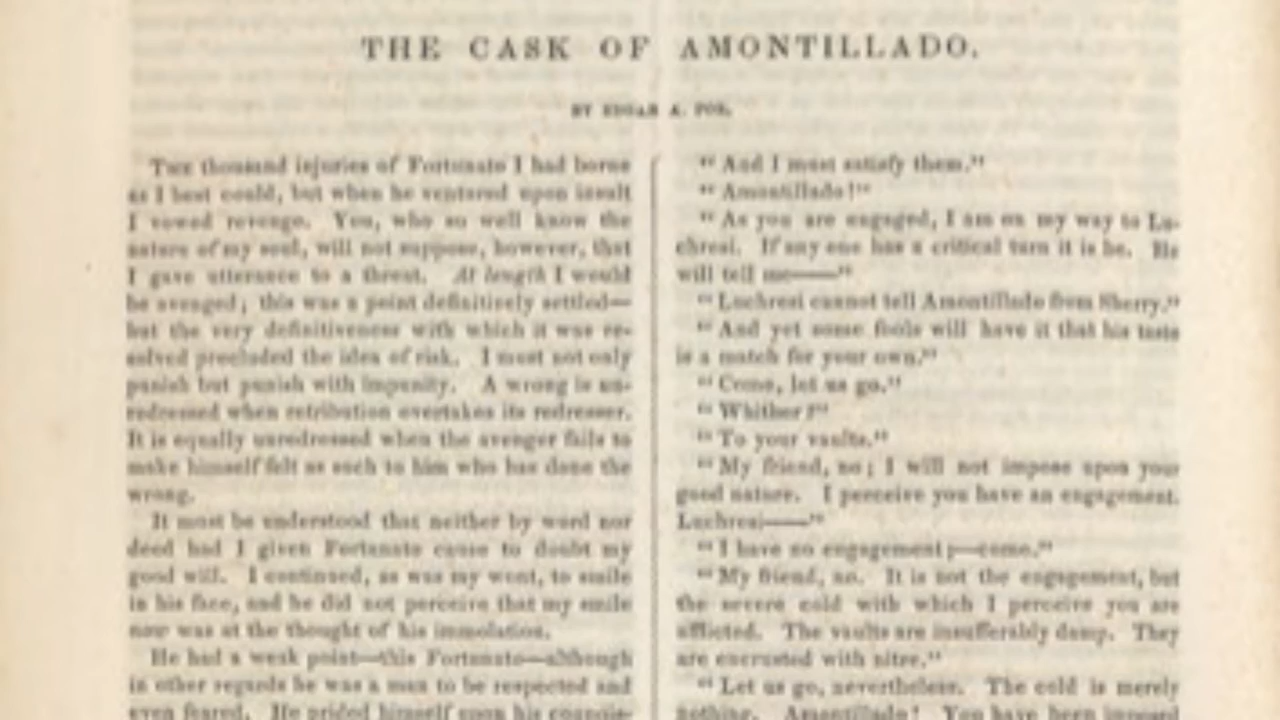 THE CASK OF AMONTILLADO.
BY EDGAR A. POE.
The thousand injuries of Fortunato I had borne
as I best could, but when he ventured upon insult
I vowed revenge. You, who so well know the
nature of my soul, will not suppose, however, that
I gave utterance to a threat. At length I would
be avenged; this was a point definitively settled—
but the very definitiveness with which it was re-
solved precluded the idea of risk. I must not only
punish but punish with impunity. A wrong is un-
redressed when retribution overtakes its redresser.
It is equally unredressed when the avenger fails to
make himself felt as such to him who has done the
wrong.
It must be understood that neither by word nor
deed had I given Fortunato cause to doubt my
good will. I continued, as was my wont, to smile
in his face, and he did not perceive that my smile
now was at the thought of his immolation.
He had a weak point—this Fortunato—although
in other regards he was a man to be respected and
even feared. He prided himself upon his connois-
" And I must satisfy them."
" Amontillado!"
" As you are engaged, I am on my way to Lu-
chresi. If any one has a critical turn it is he. He
will tell me——"
" Luchresi cannot tell Amontillado from Sherry."
" And yet some fools will have it that his taste
is a match for your own."
" Come, let us go."
" Whither?"
" To your vaults."
" My friend, no; I will not impose upon your
good nature. I perceive you have an engagement.
Luchresi——"
" I have no engagement;—come."
" My friend, no. It is not the engagement, but
the severe cold with which I perceive you are
afflicted. The vaults are insufferably damp. They
are encrusted with nitre."
" Let us go, nevertheless. The cold is merely
nothing. Amontillado! You have been imposed